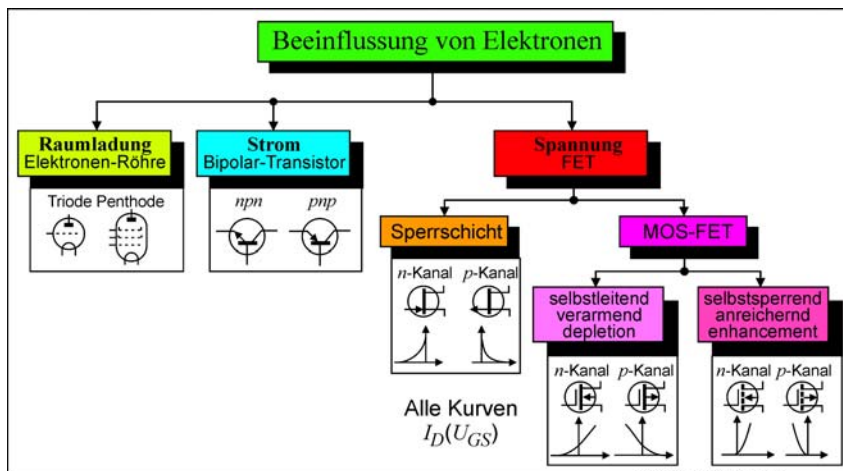 Beeinflussung von Elektronen
Raumladung
Elektronen-Röhre
Triode Penthode
Strom
Bipolar-Transistor
npn pnp
Spannung
FET
Sperrschicht
n-Kanal p-Kanal
MOS-FET
selbstleitend
verarmend
depletion
n-Kanal p-Kanal
selbstsperrend
anreichernd
enhancement
n-Kanal p-Kanal
Alle Kurven
I_D(U_GS)